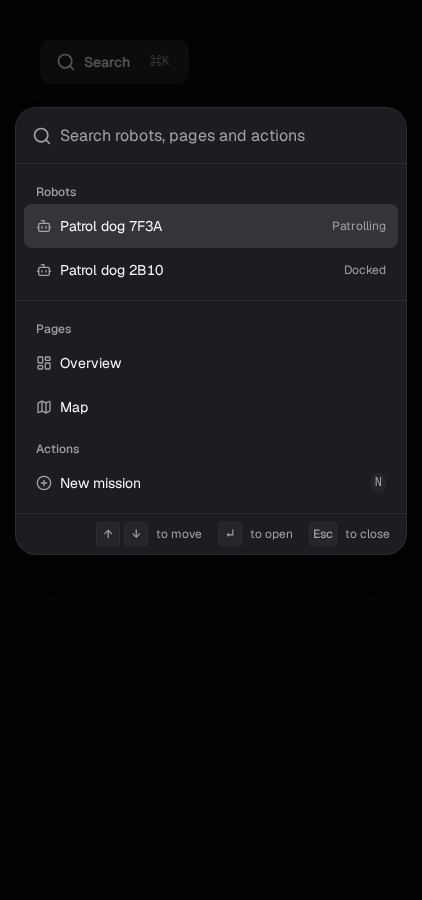 Search ⌘K
Search robots, pages and actions
Robots
Patrol dog 7F3A Patrolling
Patrol dog 2B10 Docked
Pages
Overview
Map
Actions
New mission N
↑ ↓ to move ↵ to open Esc to close